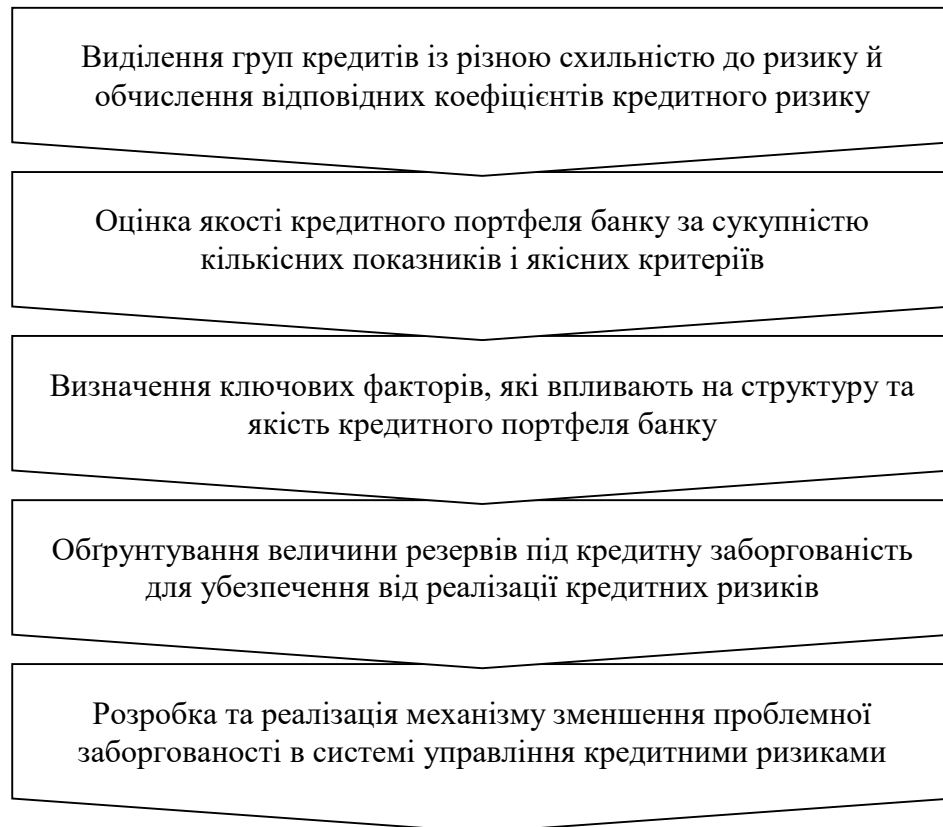 Виділення груп кредитів із різною схильністю до ризику й
обчислення відповідних коефіцієнтів кредитного ризику
Оцінка якості кредитного портфеля банку за сукупністю
кількісних показників і якісних критеріїв
Визначення ключових факторів, які впливають на структуру та
якість кредитного портфеля банку
Обґрунтування величини резервів під кредитну заборгованість
для убезпечення від реалізації кредитних ризиків
Розробка та реалізація механізму зменшення проблемної
заборгованості в системі управління кредитними ризиками